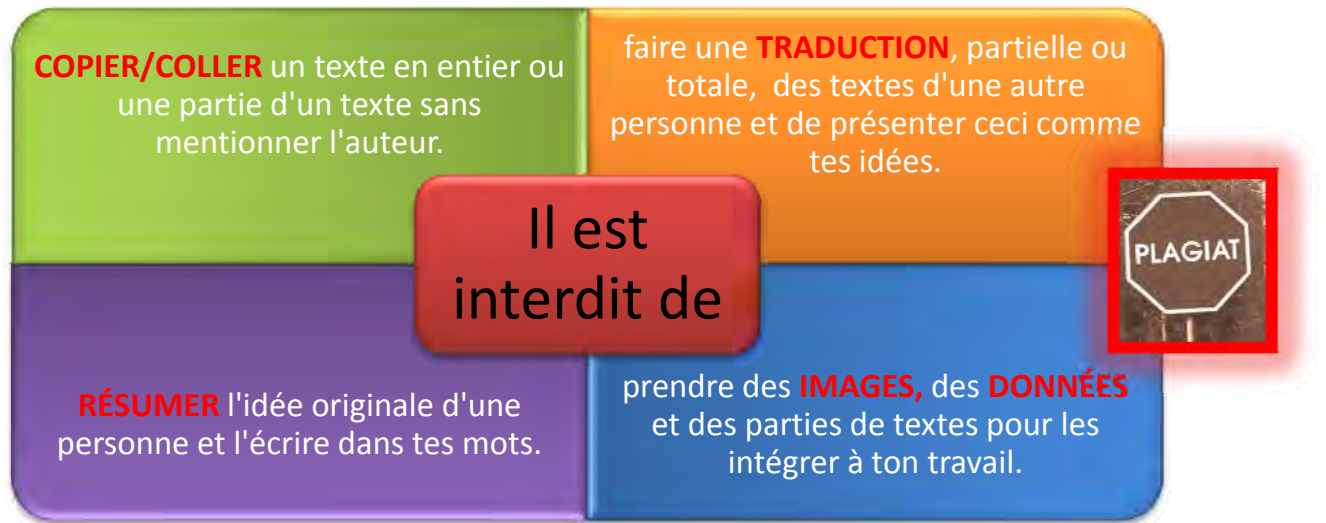 COPIER/COLLER un texte en entier ou
une partie d'un texte sans
mentionner l'auteur.
faire une TRADUCTION, partielle ou
totale, des textes d'une autre
personne et de présenter ceci comme
tes idées.
Il est
interdit de
PLAGIAT
RÉSUMER l'idée originale d'une
personne et l'écrire dans tes mots.
prendre des IMAGES, des DONNÉES
et des parties de textes pour les
intégrer à ton travail.